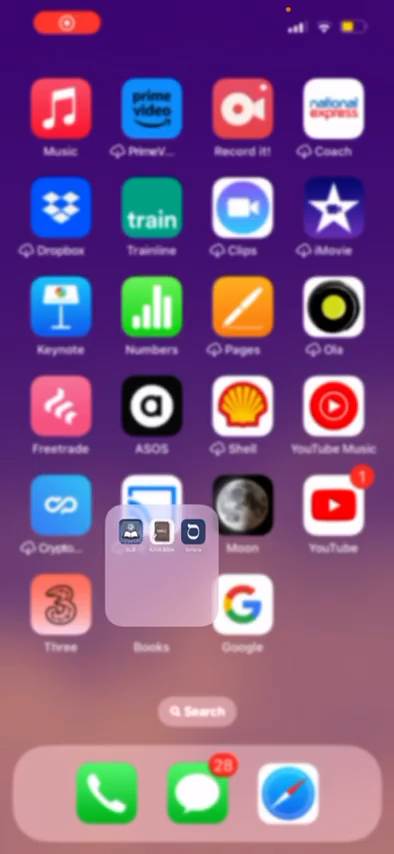 prime
video
national
express
Music
PrimeV...
Record it!
Coach
train
Dropbox
Trainline
Clips
iMovie
Keynote
Numbers
Pages
Ola
a
Freetrade
ASOS
Shell
YouTube Music
1
Crypto...
Moon
YouTube
3
G
Three
Books
Google
Search
28